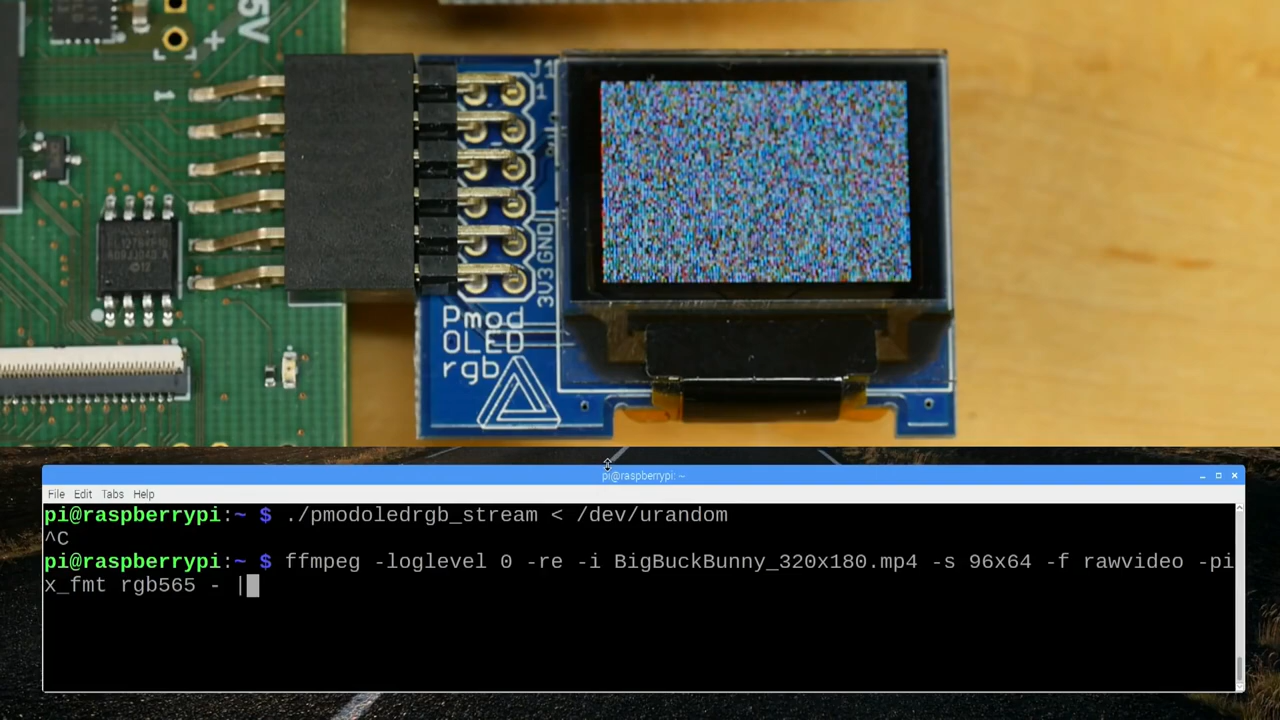 5V
+
1
J1
1
3V3 GND
Pmod
OLED
rgb
pi@raspberrypi: ~
File Edit Tabs Help
pi@raspberrypi:~ $ ./pmodoledrgb_stream < /dev/urandom
^C
pi@raspberrypi:~ $ ffmpeg -loglevel 0 -re -i BigBuckBunny_320x180.mp4 -s 96x64 -f rawvideo -pi
x_fmt rgb565 - |